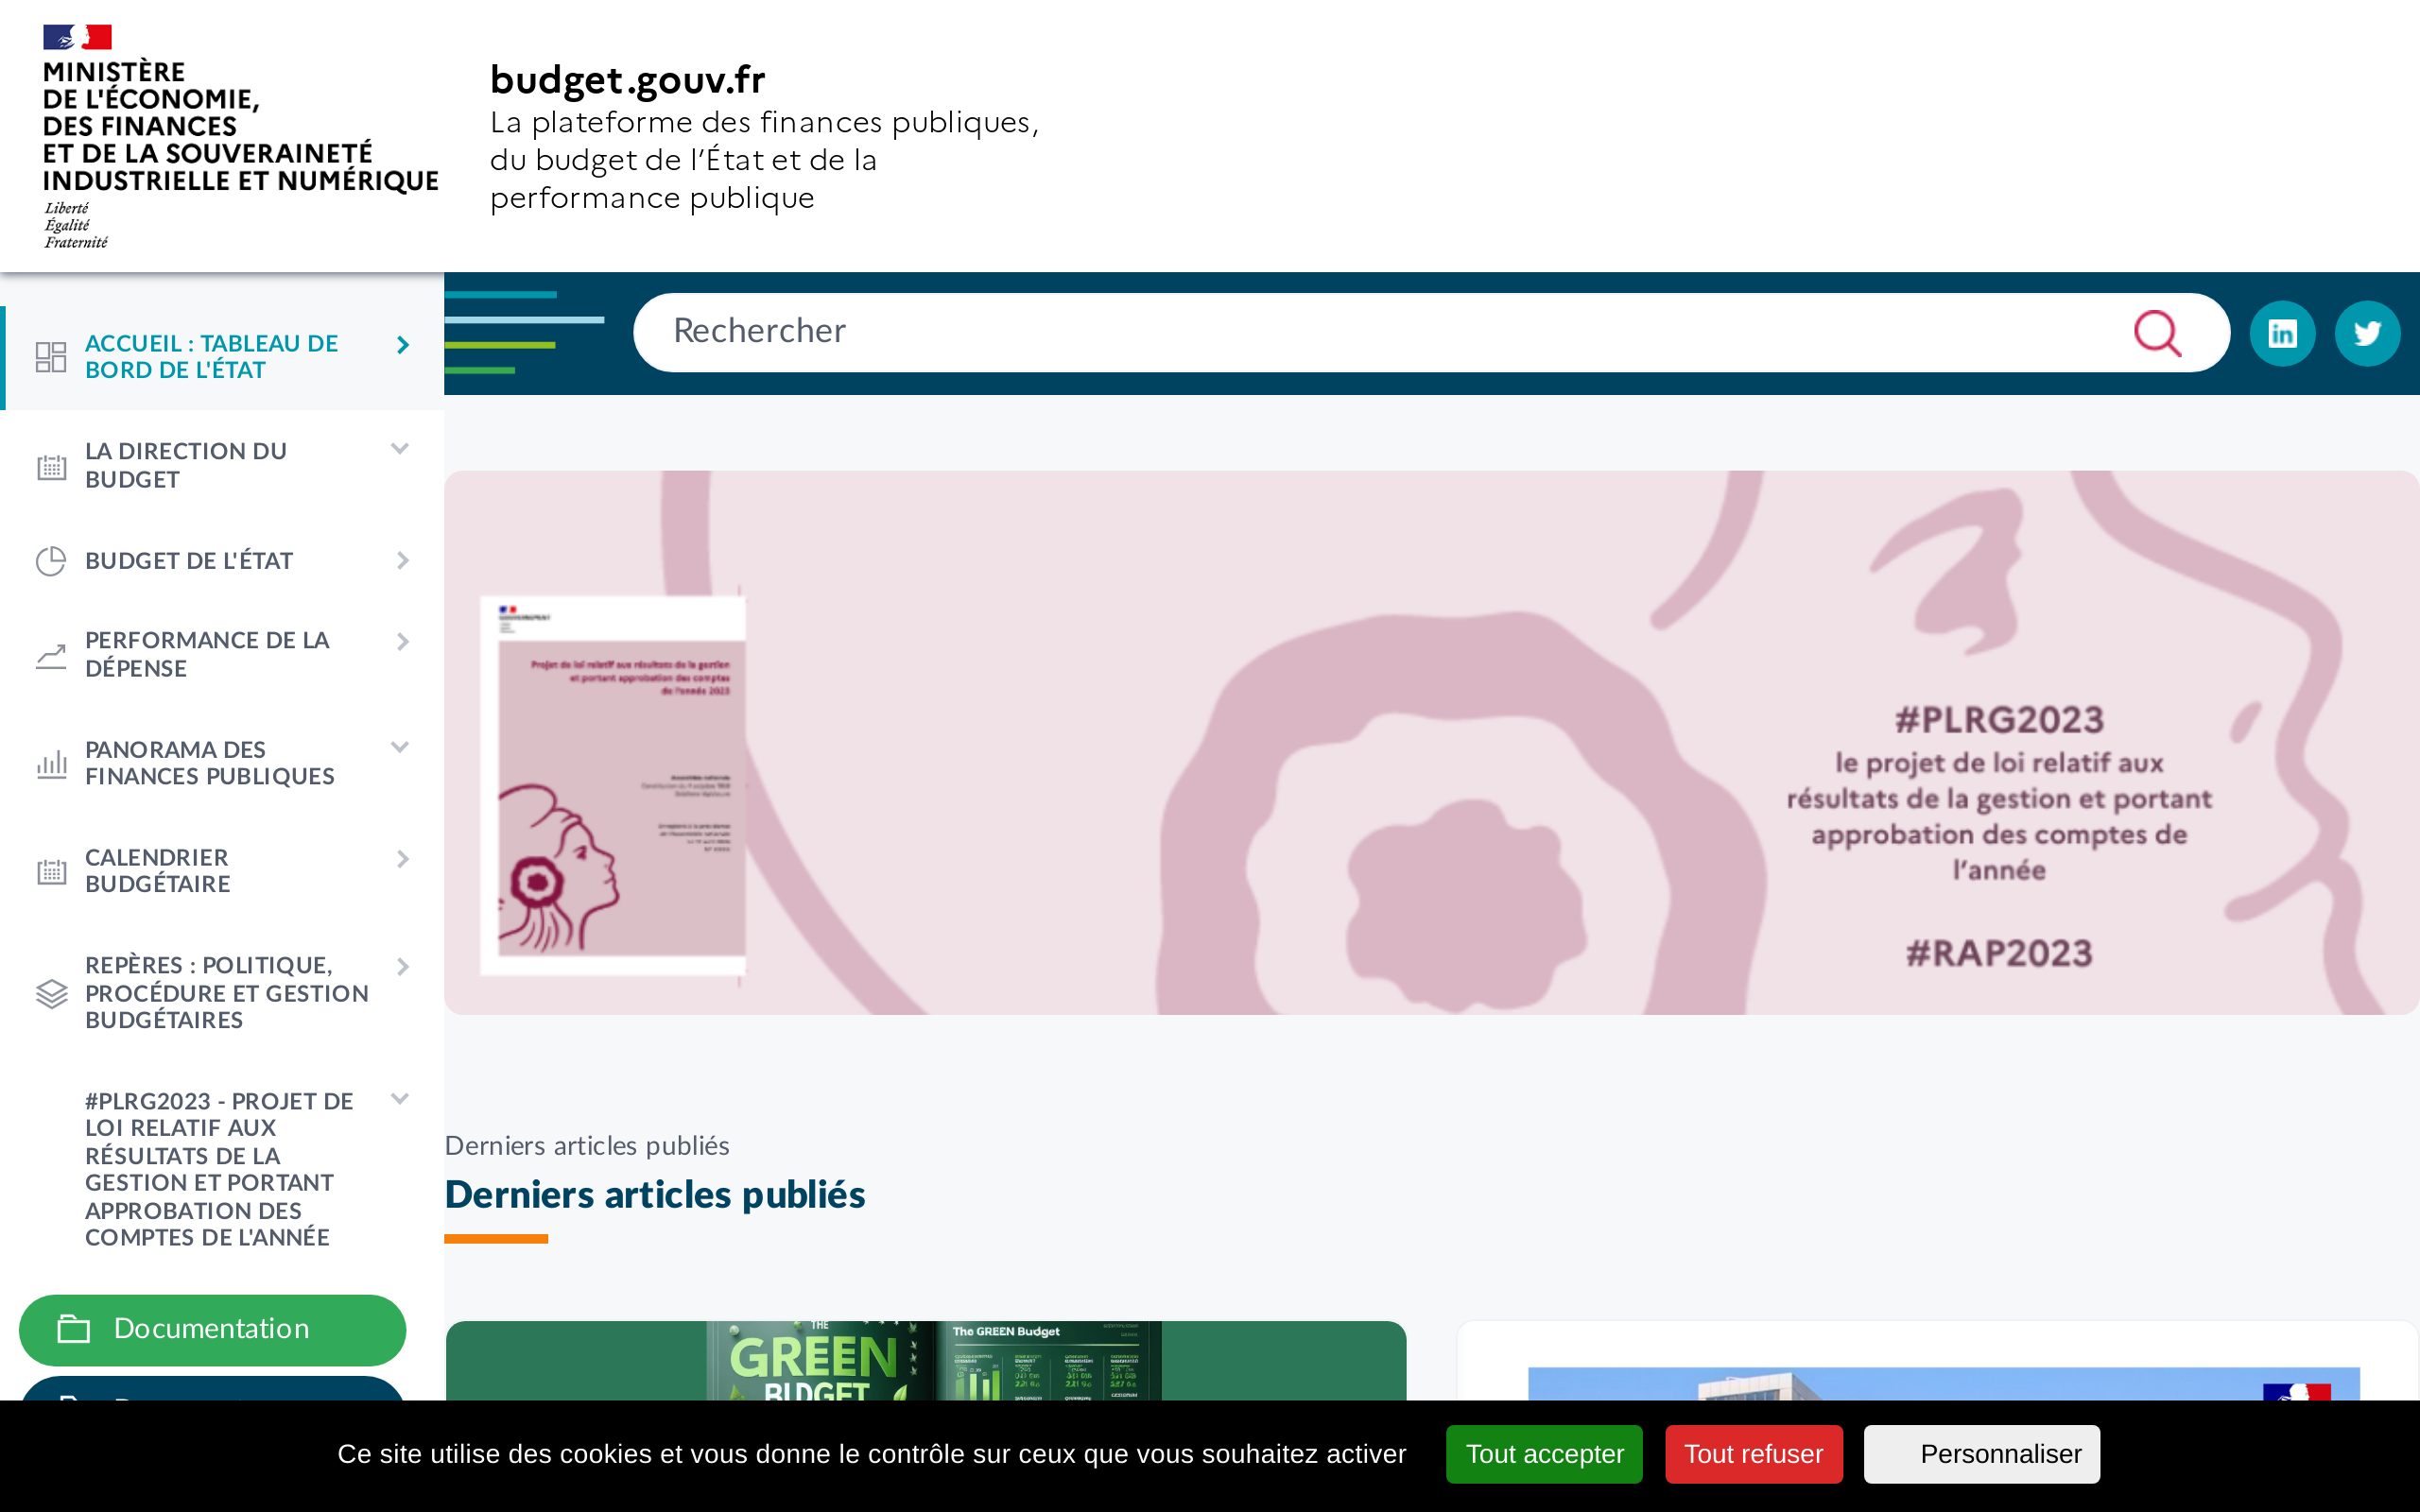 MINISTÈRE
DE L'ÉCONOMIE,
DES FINANCES
ET DE LA SOUVERAINETÉ
INDUSTRIELLE ET NUMÉRIQUE
Liberté
Égalité
Fraternité
budget.gouv.fr
La plateforme des finances publiques,
du budget de l’État et de la
performance publique
Rechercher
ACCUEIL : TABLEAU DE
BORD DE L'ÉTAT
LA DIRECTION DU
BUDGET
BUDGET DE L'ÉTAT
PERFORMANCE DE LA
DÉPENSE
PANORAMA DES
FINANCES PUBLIQUES
CALENDRIER
BUDGÉTAIRE
REPÈRES : POLITIQUE,
PROCÉDURE ET GESTION
BUDGÉTAIRES
#PLRG2023 - PROJET DE
LOI RELATIF AUX
RÉSULTATS DE LA
GESTION ET PORTANT
APPROBATION DES
COMPTES DE L'ANNÉE
Documentation
Projet de loi relatif aux résultats de la gestion
et portant approbation des comptes
de l'année 2023
#PLRG2023
le projet de loi relatif aux
résultats de la gestion et portant
approbation des comptes de
l’année
#RAP2023
Derniers articles publiés
Derniers articles publiés
THE
GREEN
BUDGET
The GREEN Budget
Ce site utilise des cookies et vous donne le contrôle sur ceux que vous souhaitez activer
Tout accepter
Tout refuser
Personnaliser